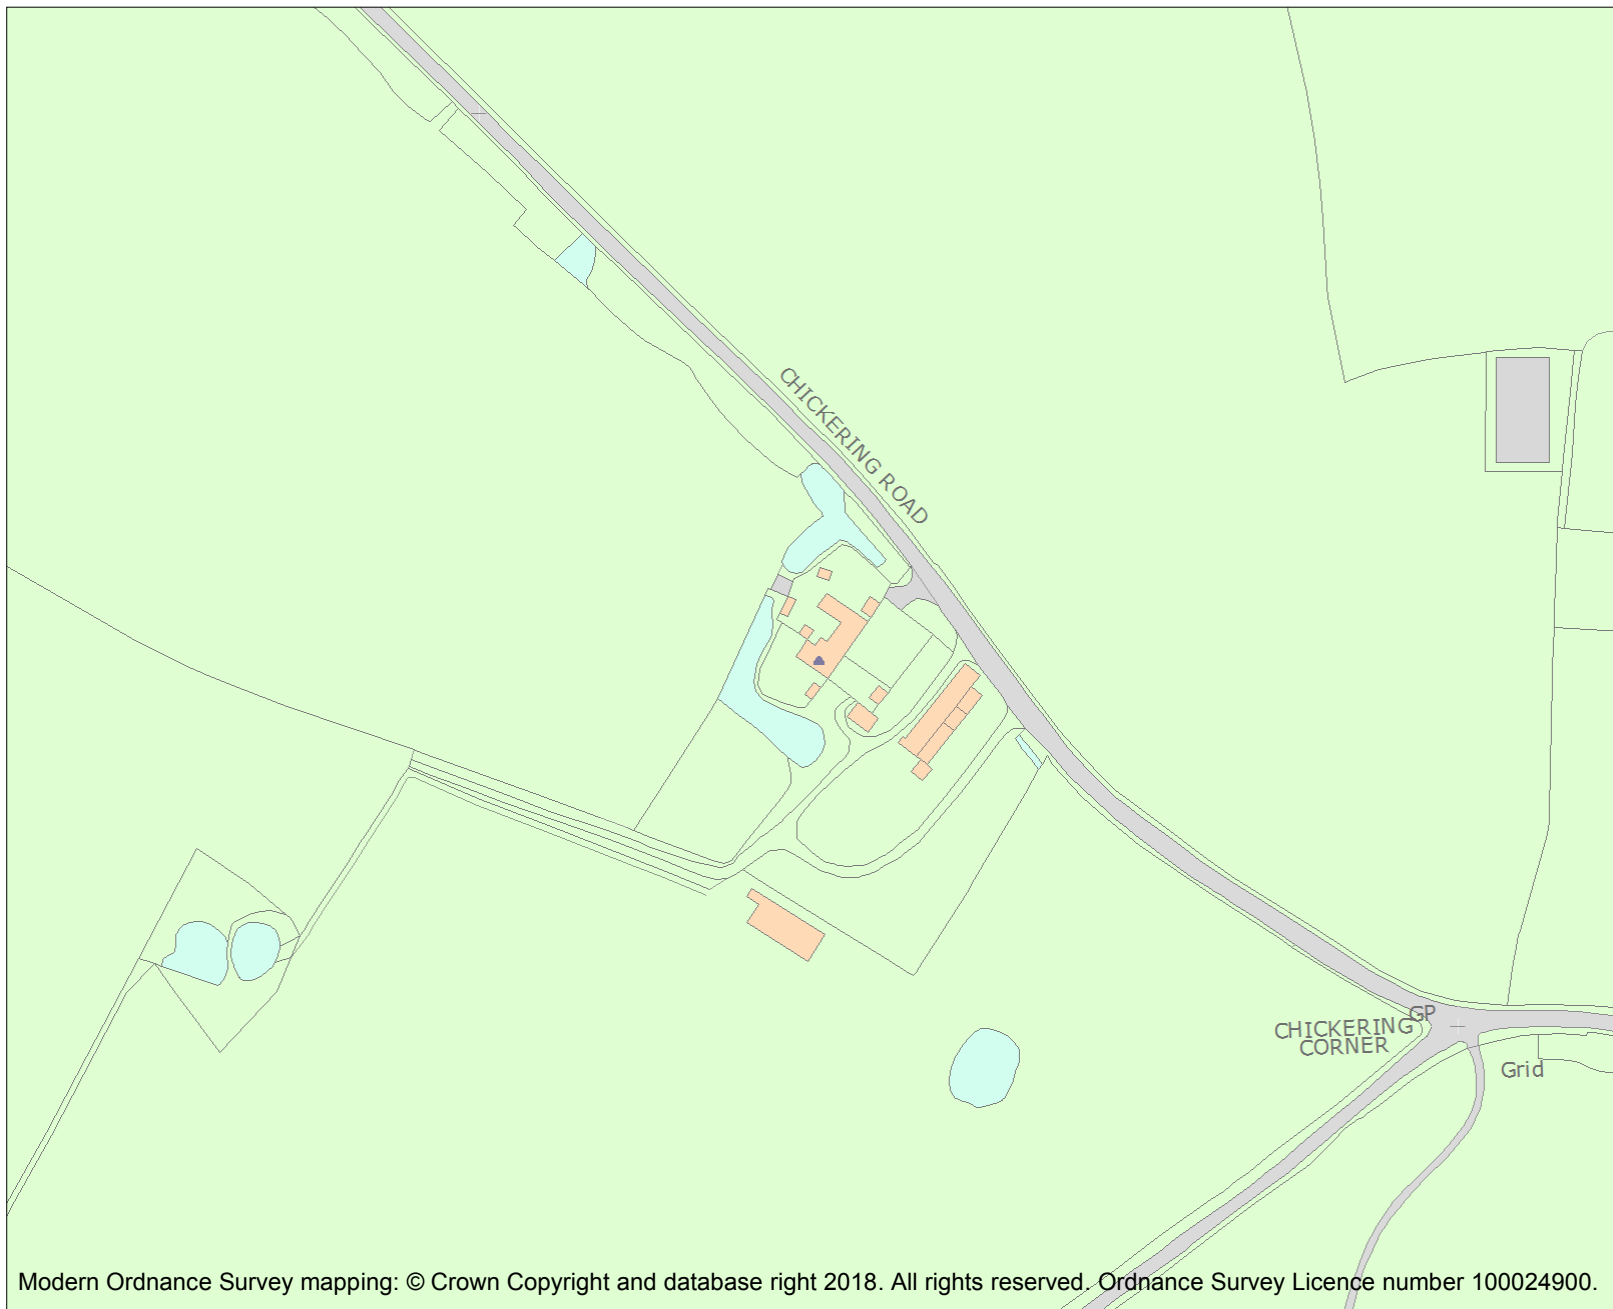 CHICKERING ROAD
GP
CHICKERING
CORNER
Grid
Modern Ordnance Survey mapping: © Crown Copyright and database right 2018. All rights reserved. Ordnance Survey Licence number 100024900.